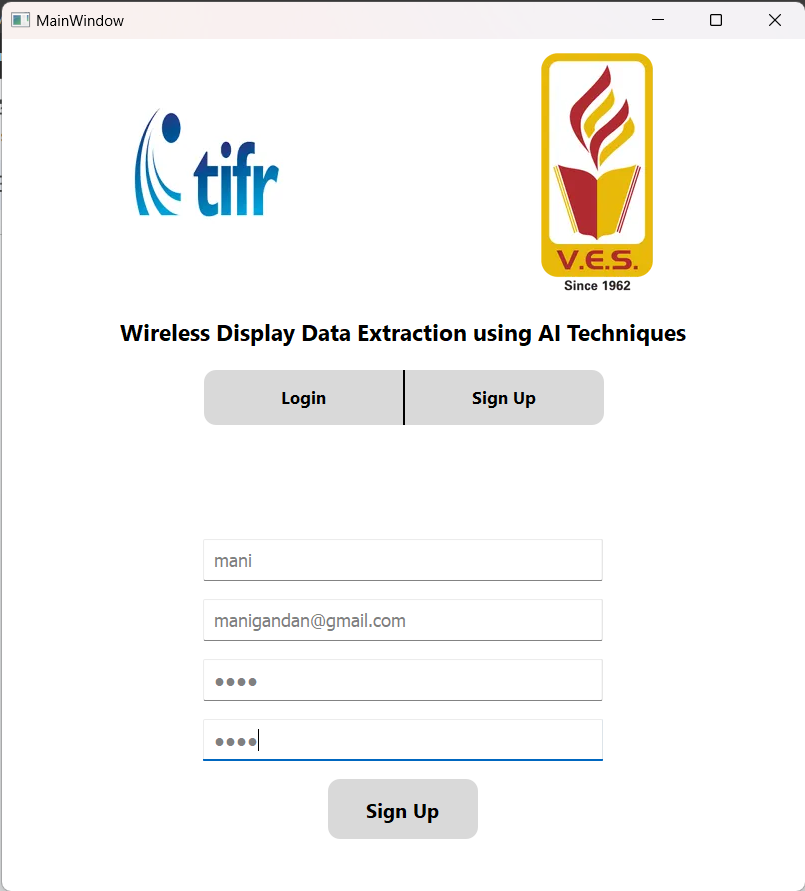 MainWindow
tifr
V.E.S.
Since 1962
Wireless Display Data Extraction using AI Techniques
Login
Sign Up
mani
manigandan@gmail.com
●●●●
●●●●
Sign Up